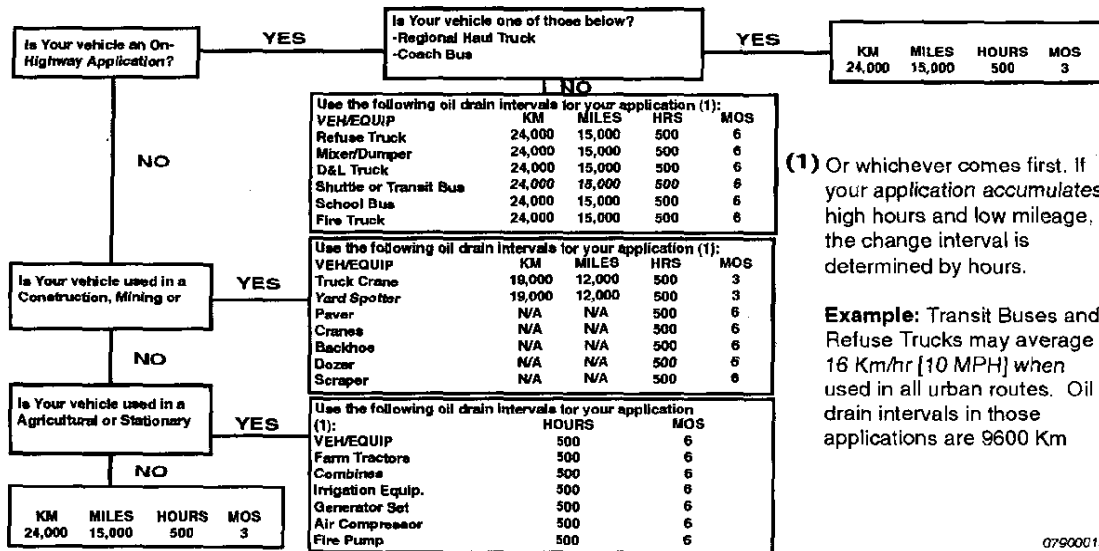 Is Your vehicle an On-
Highway Application?
YES
Is Your vehicle one of those below?
-Regional Haul Truck
-Coach Bus
YES
KM MILES HOURS MOS
24,000 15,000 500 3
NO
Use the following oil drain intervals for your application (1):
VEH/EQUIP KM MILES HRS MOS
Refuse Truck 24,000 15,000 500 6
Mixer/Dumper 24,000 15,000 500 6
D&L Truck 24,000 15,000 500 6
Shuttle or Transit Bus 24,000 15,000 500 6
School Bus 24,000 15,000 500 6
Fire Truck 24,000 15,000 500 6
(1) Or whichever comes first. If
your application accumulates
high hours and low mileage,
the change interval is
determined by hours.
Example: Transit Buses and
Refuse Trucks may average
16 Km/hr [10 MPH] when
used in all urban routes. Oil
drain intervals in those
applications are 9600 Km
NO
Is Your vehicle used in a
Construction, Mining or
YES
Use the following oil drain intervals for your application (1):
VEH/EQUIP KM MILES HRS MOS
Truck Crane 19,000 12,000 500 3
Yard Spotter 19,000 12,000 500 3
Paver N/A N/A 500 6
Cranes N/A N/A 500 6
Backhoe N/A N/A 500 6
Dozer N/A N/A 500 6
Scraper N/A N/A 500 6
NO
Is Your vehicle used in a
Agricultural or Stationary
YES
Use the following oil drain intervals for your application
(1): HOURS MOS
VEH/EQUIP 500 6
Farm Tractors 500 6
Combines 500 6
Irrigation Equip. 500 6
Generator Set 500 6
Air Compressor 500 6
Fire Pump 500 6
NO
KM MILES HOURS MOS
24,000 15,000 500 3